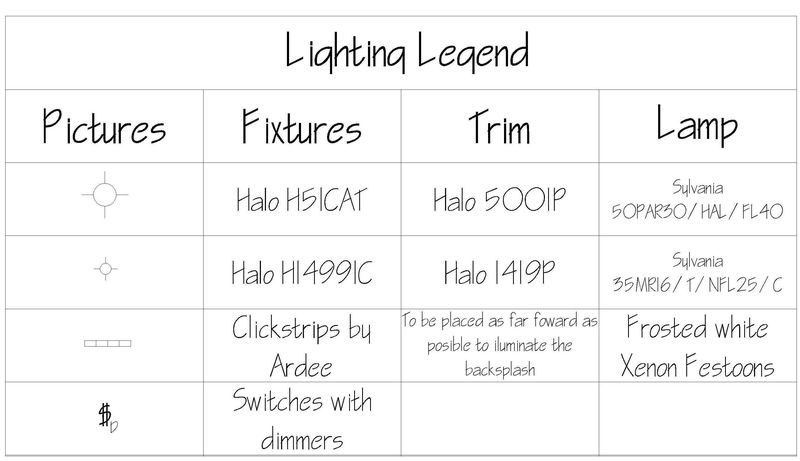 Lighting Legend
Pictures Fixtures Trim Lamp
Halo H51CAT Halo 5001P Sylvania
50PAR30/ HAL/ FL40
Halo H1499IC Halo 1419P Sylvania
35MR16/ T/ NFL25/ C
Clickstrips by
Ardee
To be placed as far foward as
posible to iluminate the
backsplash
Frosted white
Xenon Festoons
$D
Switches with
dimmers